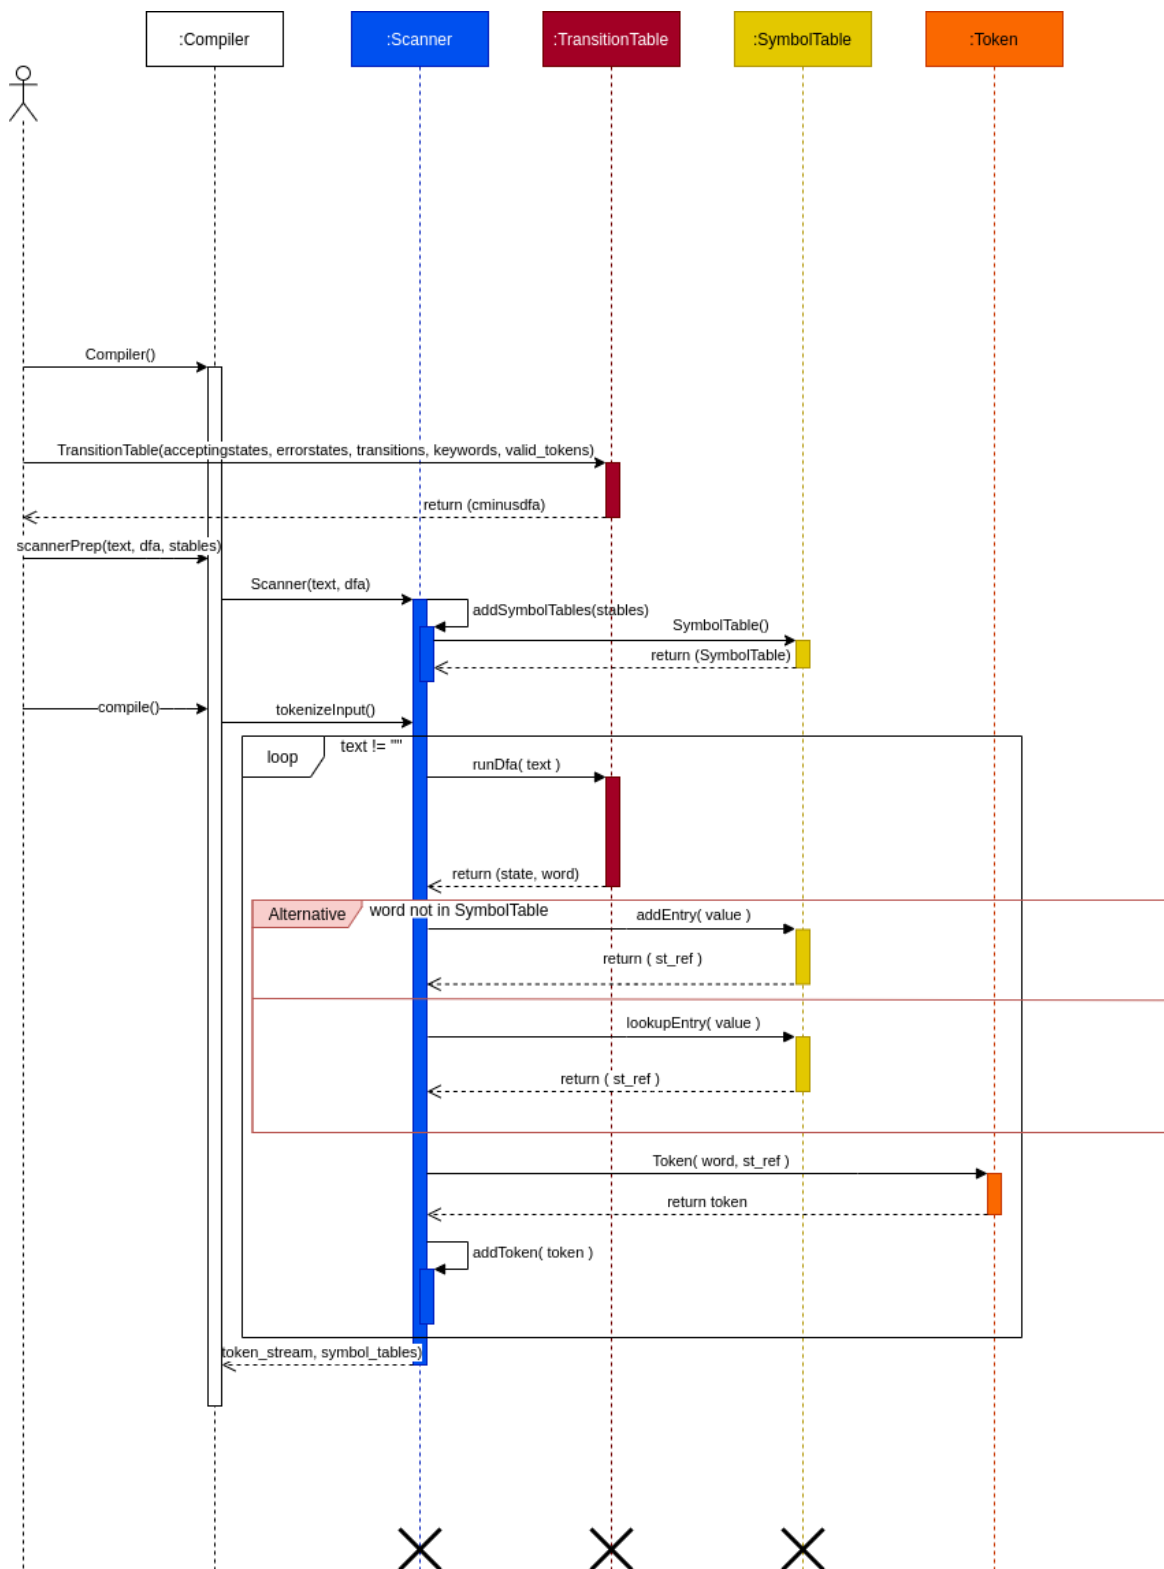 :Compiler
:Scanner
:TransitionTable
:SymbolTable
:Token
Compiler()
TransitionTable(acceptingstates, errorstates, transitions, keywords, valid_tokens)
return (cminusdfa)
scannerPrep(text, dfa, stables)
Scanner(text, dfa)
addSymbolTables(stables)
SymbolTable()
return (SymbolTable)
compile()
tokenizeInput()
loop
text != ""
runDfa( text )
return (state, word)
Alternative
word not in SymbolTable
addEntry( value )
return ( st_ref )
lookupEntry( value )
return ( st_ref )
Token( word, st_ref )
return token
addToken( token )
token_stream, symbol_tables)